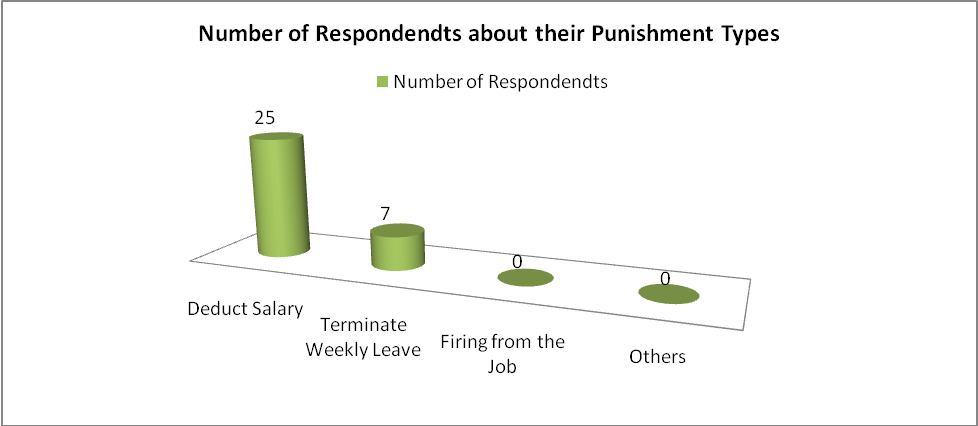 Number of Respondendts about their Punishment Types
Number of Respondendts
25
7
0
0
Deduct Salary
Terminate
Weekly Leave
Firing from the
Job
Others